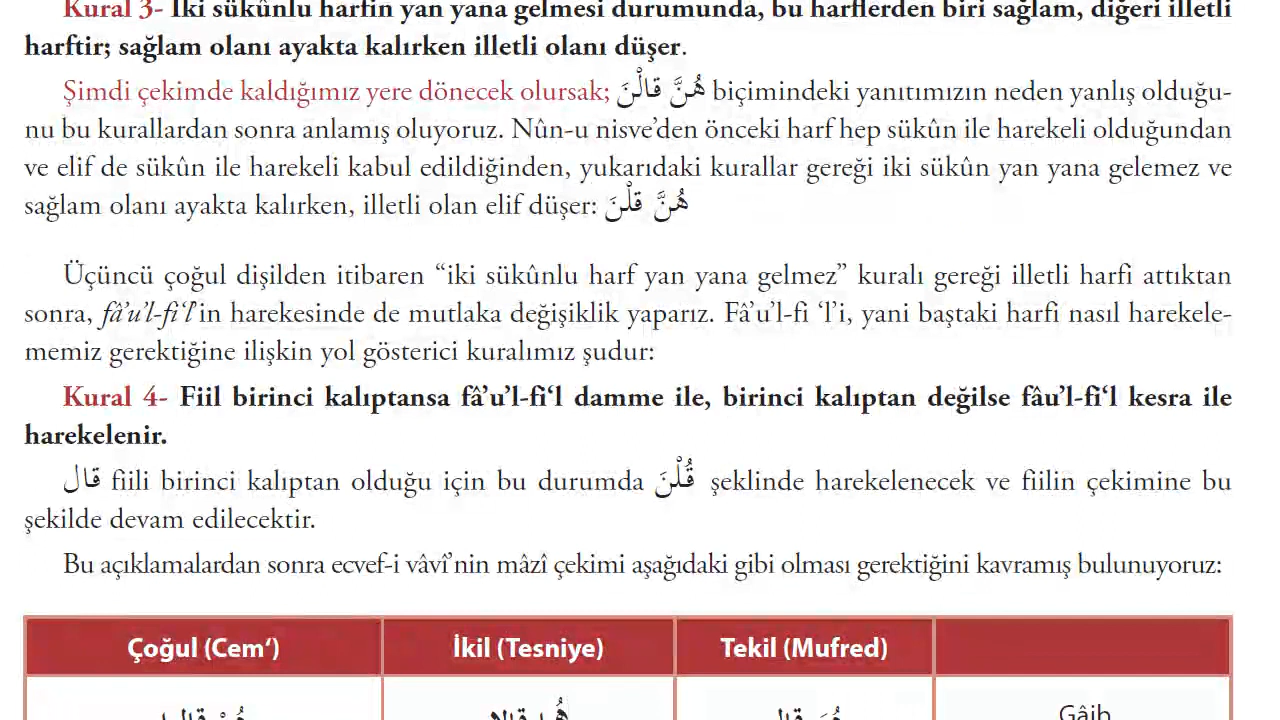 Kural 3- İki sükûnlu harfin yan yana gelmesi durumunda, bu harflerden biri sağlam, diğeri illetli
harftir; sağlam olanı ayakta kalırken illetli olanı düşer.
Şimdi çekimde kaldığımız yere dönecek olursak; هُنَّ قالْنَ biçimindeki yanıtımızın neden yanlış olduğu-
nu bu kurallardan sonra anlamış oluyoruz. Nûn-u nisve’den önceki harf hep sükûn ile harekeli olduğundan
ve elif de sükûn ile harekeli kabul edildiğinden, yukarıdaki kurallar gereği iki sükûn yan yana gelemez ve
sağlam olanı ayakta kalırken, illetli olan elif düşer: هُنَّ قلْنَ
Üçüncü çoğul dişilden itibaren “iki sükûnlu harf yan yana gelmez” kuralı gereği illetli harfi attıktan
sonra, fâ’u’l-fi‘l’in harekesinde de mutlaka değişiklik yaparız. Fâ’u’l-fi ‘l’i, yani baştaki harfi nasıl harekele-
memiz gerektiğine ilişkin yol gösterici kuralımız şudur:
Kural 4- Fiil birinci kalıptansa fâ’u’l-fi‘l damme ile, birinci kalıptan değilse fâu’l-fi‘l kesra ile
harekelenir.
قال fiili birinci kalıptan olduğu için bu durumda قُلْنَ şeklinde harekelenecek ve fiilin çekimine bu
şekilde devam edilecektir.
Bu açıklamalardan sonra ecvef-i vâvî’nin mâzî çekimi aşağıdaki gibi olması gerektiğini kavramış bulunuyoruz:
Çoğul (Cem‘) İkil (Tesniye) Tekil (Mufred)
Gâib